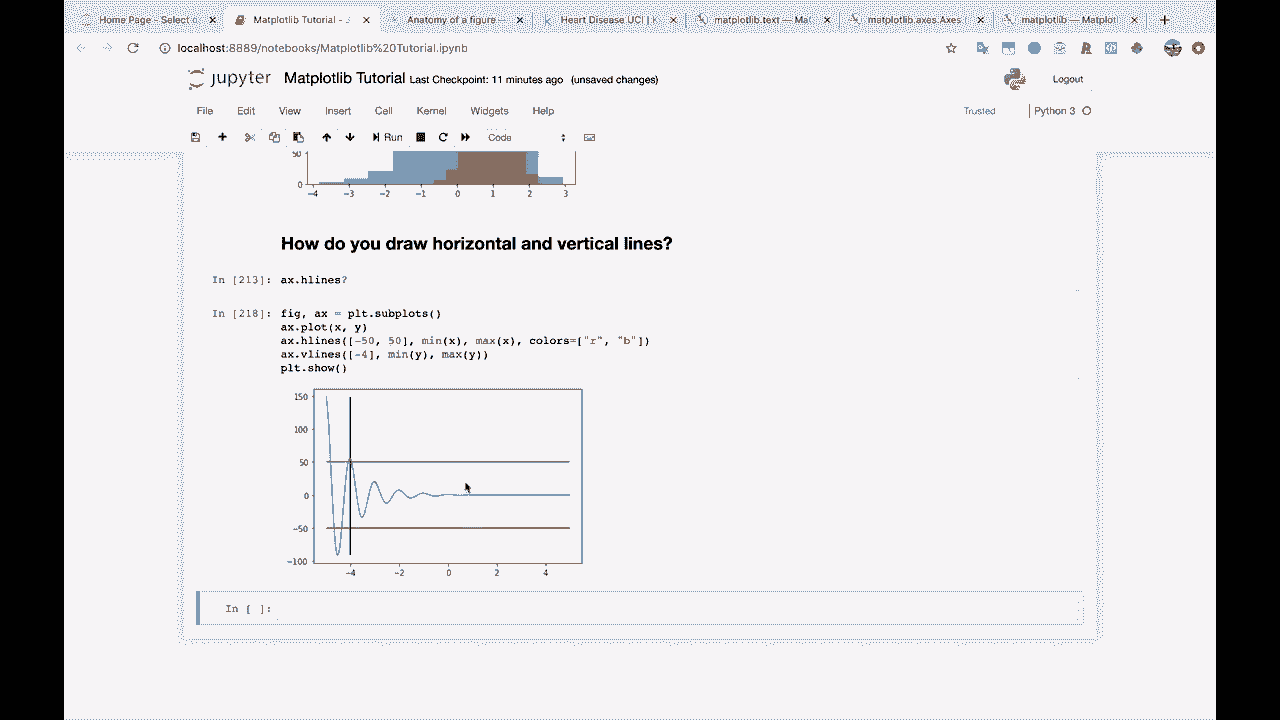 Home Page - Select o
Matplotlib Tutorial - J
Anatomy of a figure
Heart Disease UCI | K
matplotlib.text — Mat
matplotlib.axes.Axes
matplotlib — Matplot
localhost:8889/notebooks/Matplotlib%20Tutorial.ipynb
jupyter Matplotlib Tutorial Last Checkpoint: 11 minutes ago (unsaved changes)
Logout
File Edit View Insert Cell Kernel Widgets Help
Trusted
Python 3
Run
Code
50
0
-4 -3 -2 -1 0 1 2 3
How do you draw horizontal and vertical lines?
In [213]: ax.hlines?
In [218]: fig, ax = plt.subplots()
ax.plot(x, y)
ax.hlines([-50, 50], min(x), max(x), colors=["r", "b"])
ax.vlines([-4], min(y), max(y))
plt.show()
150
100
50
0
-50
-100
-4 -2 0 2 4
In [ ]: